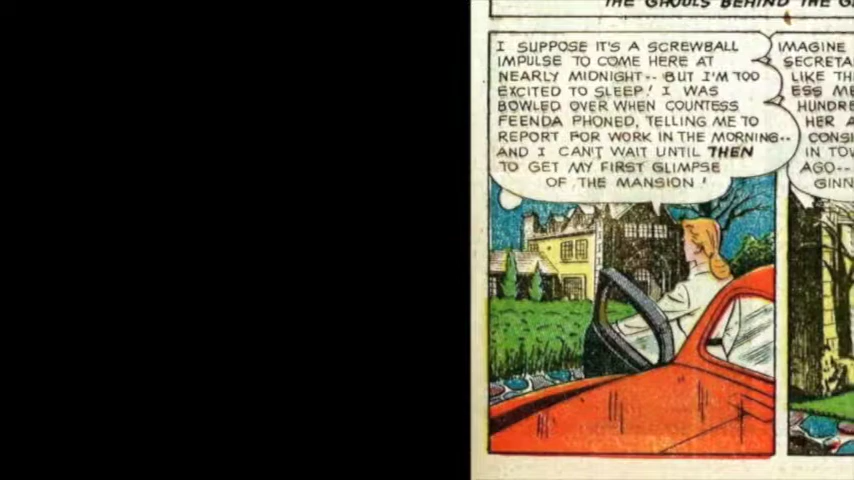 THE GHOULS BEHIND THE
I SUPPOSE IT'S A SCREWBALL
IMPULSE TO COME HERE AT
NEARLY MIDNIGHT-- BUT I'M TOO
EXCITED TO SLEEP! I WAS
BOWLED OVER WHEN COUNTESS
FEENDA PHONED, TELLING ME TO
REPORT FOR WORK IN THE MORNING--
AND I CAN'T WAIT UNTIL THEN
TO GET MY FIRST GLIMPSE
OF THE MANSION!
IMAGINE
SECRETA
LIKE TH
ESS ME
HUNDRE
HER A
CONSI
IN TOV
AGO--
GINN